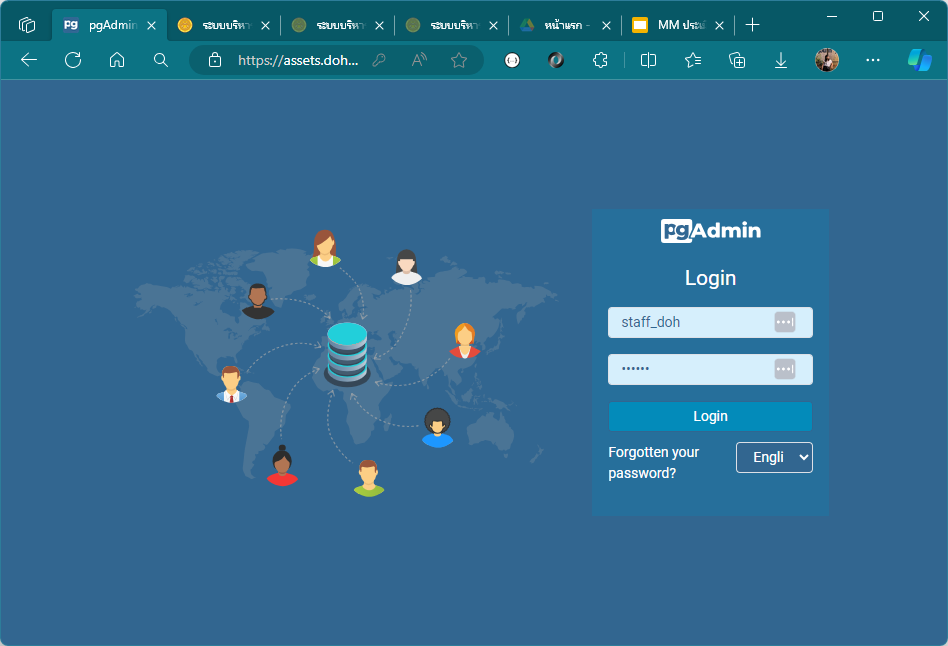 pgAdmin
ระบบบริหา
ระบบบริหา
ระบบบริหา
หน้าแรก -
MM ประเ
https://assets.doh...
pgAdmin
Login
staff_doh
••••••
Login
Forgotten your
password?
Engli